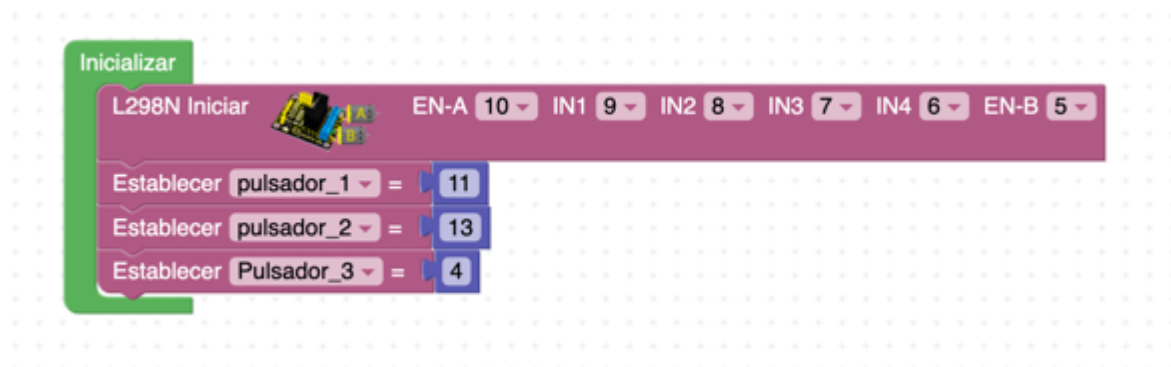 Inicializar
L298N Iniciar A B EN-A 10 IN1 9 IN2 8 IN3 7 IN4 6 EN-B 5
Establecer pulsador_1 = 11
Establecer pulsador_2 = 13
Establecer Pulsador_3 = 4